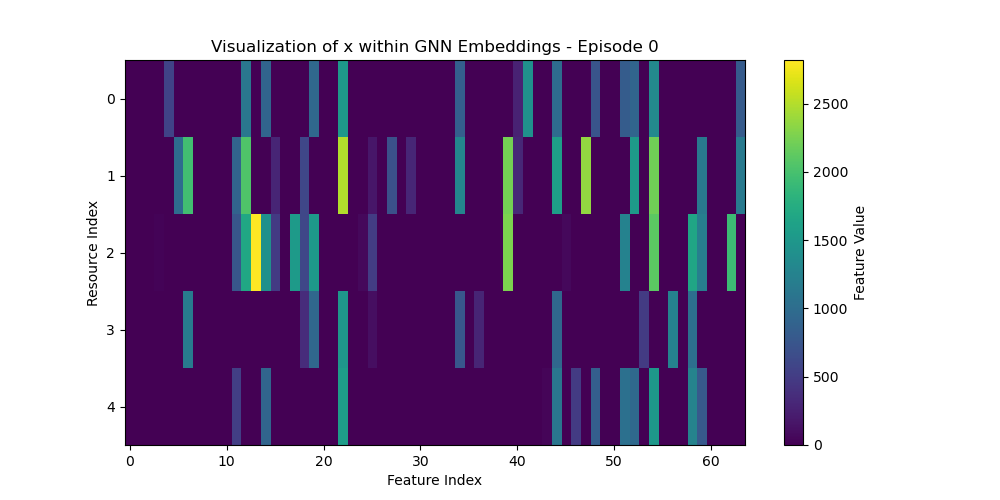 Visualization of x within GNN Embeddings - Episode 0
Resource Index
0
1
2
3
4
0 10 20 30 40 50 60
Feature Index
2500
2000
1500
1000
500
0
Feature Value